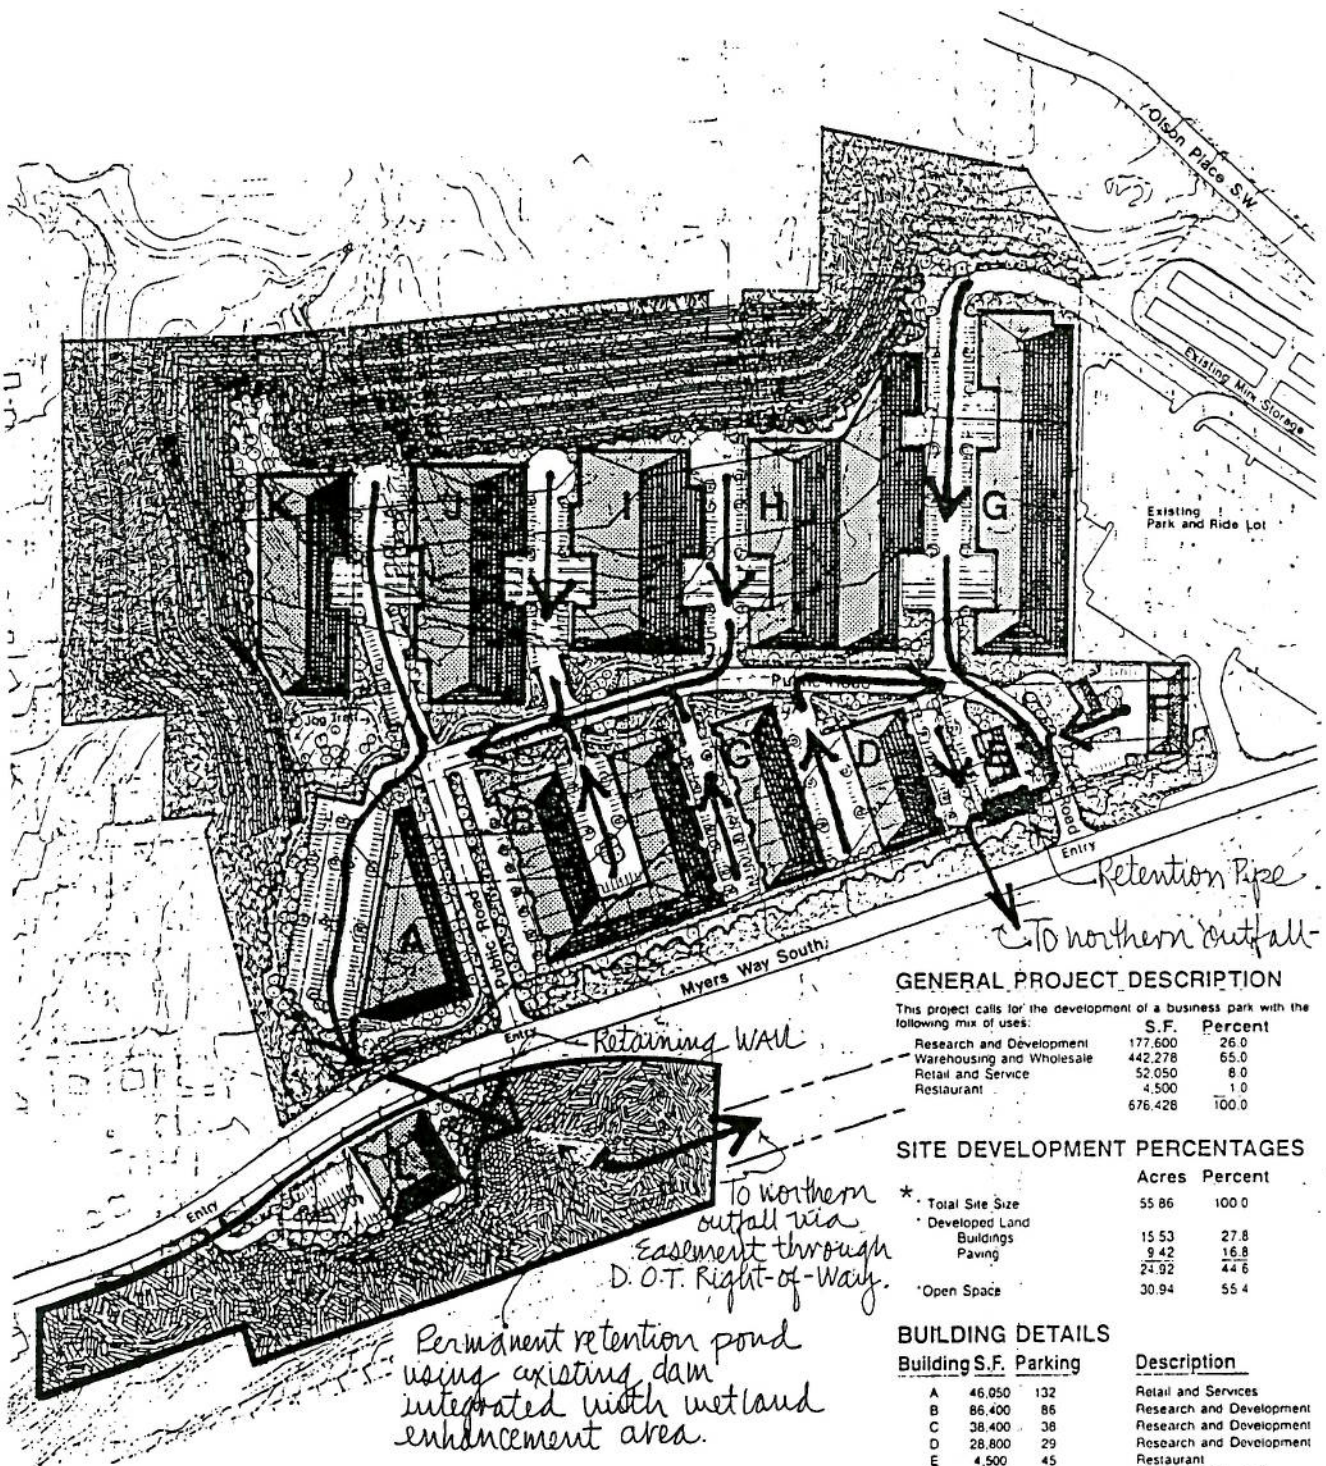 Olson Place S.W.
Existing Mini Storage
Existing
Park and Ride Lot
K
J
I
H
G
Jog Trail
F
C
D
E
B
A
Public Road
Road
Entry
Retention Pipe
To northern outfall
Myers Way South
Entry
Retaining WALL
L
Entry
To northern
outfall via
Easement through
D.O.T. Right-of-Way.
Permanent retention pond
using existing dam
integrated with wetland
enhancement area.
GENERAL PROJECT DESCRIPTION
This project calls for the development of a business park with the
following mix of uses:
S.F. Percent
Research and Development 177,600 26.0
Warehousing and Wholesale 442,278 65.0
Retail and Service 52,050 8.0
Restaurant 4,500 1.0
676,428 100.0
SITE DEVELOPMENT PERCENTAGES
Acres Percent
* Total Site Size 55.86 100.0
* Developed Land
Buildings 15.53 27.8
Paving 9.42 16.8
24.92 44.6
* Open Space 30.94 55.4
BUILDING DETAILS
Building S.F. Parking Description
A 46,050 132 Retail and Services
B 86,400 86 Research and Development
C 38,400 38 Research and Development
D 28,800 29 Research and Development
E 4,500 45 Restaurant